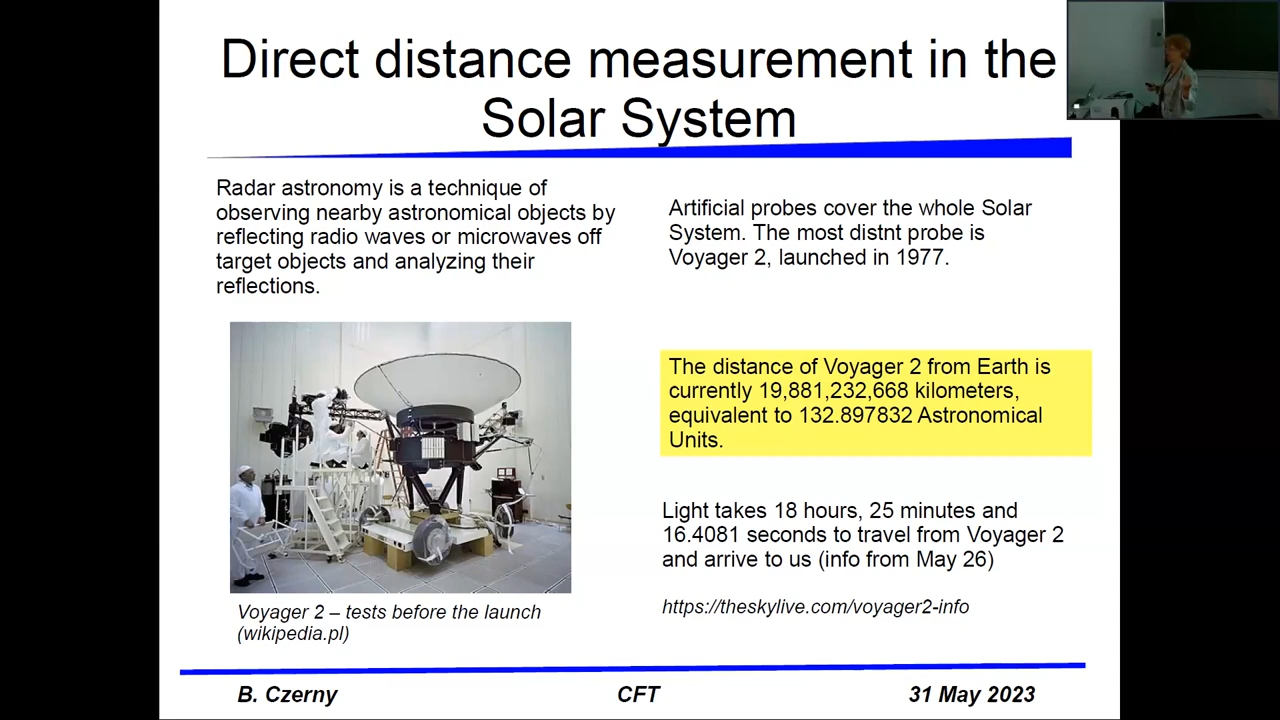 Direct distance measurement in the
Solar System
Radar astronomy is a technique of
observing nearby astronomical objects by
reflecting radio waves or microwaves off
target objects and analyzing their
reflections.
Voyager 2 – tests before the launch
(wikipedia.pl)
Artificial probes cover the whole Solar
System. The most distnt probe is
Voyager 2, launched in 1977.
The distance of Voyager 2 from Earth is
currently 19,881,232,668 kilometers,
equivalent to 132.897832 Astronomical
Units.
Light takes 18 hours, 25 minutes and
16.4081 seconds to travel from Voyager 2
and arrive to us (info from May 26)
https://theskylive.com/voyager2-info
B. Czerny CFT 31 May 2023